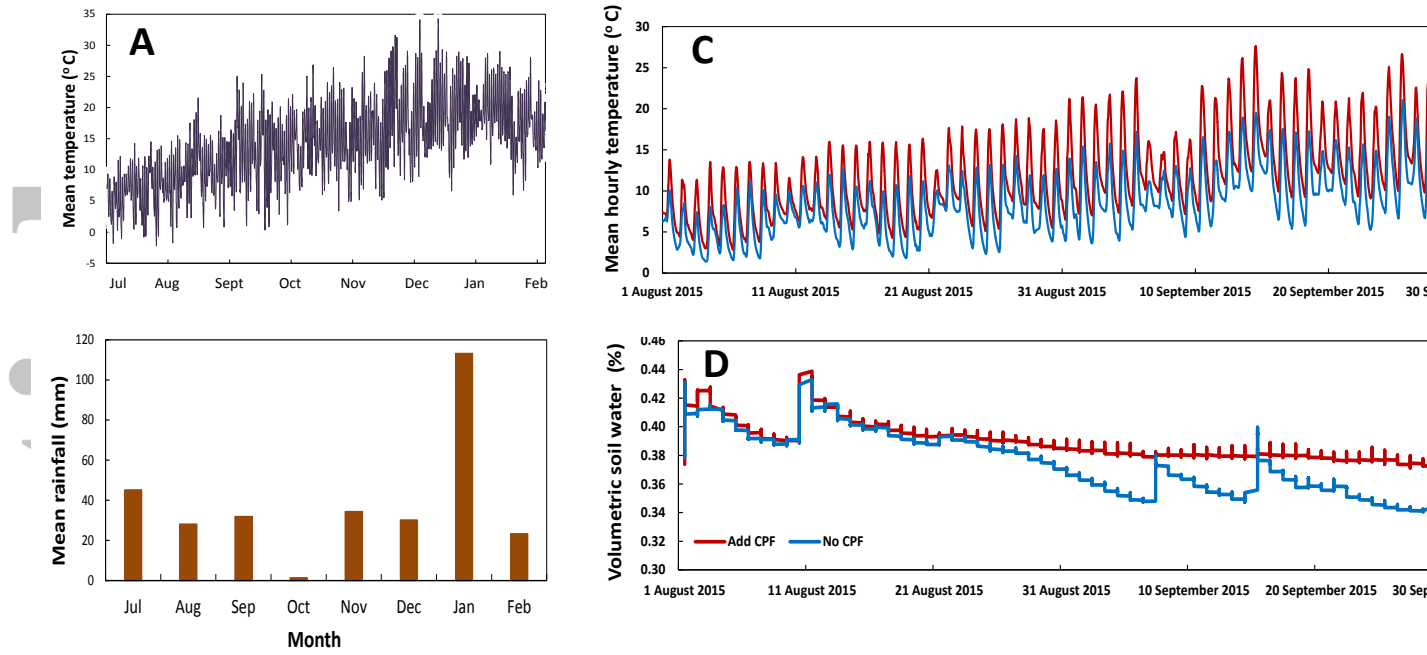 A
Mean temperature (° C)
35
30
25
20
15
10
5
0
-5
Jul Aug Sept Oct Nov Dec Jan Feb
C
Mean hourly temperature (° C)
30
25
20
15
10
5
0
1 August 2015 11 August 2015 21 August 2015 31 August 2015 10 September 2015 20 September 2015 30 S
Mean rainfall (mm)
120
100
80
60
40
20
0
Jul Aug Sep Oct Nov Dec Jan Feb
Month
D
Volumetric soil water (%)
0.46
0.44
0.42
0.40
0.38
0.36
0.34
0.32
0.30
Add CPF No CPF
1 August 2015 11 August 2015 21 August 2015 31 August 2015 10 September 2015 20 September 2015 30 Sep